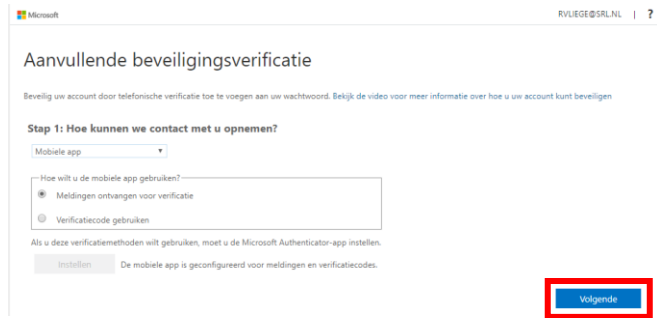 Microsoft RVLIEGE@SRL.NL | ?
Aanvullende beveiligingsverificatie
Beveilig uw account door telefonische verificatie toe te voegen aan uw wachtwoord. Bekijk de video voor meer informatie over hoe u uw account kunt beveiligen
Stap 1: Hoe kunnen we contact met u opnemen?
Mobiele app
Hoe wilt u de mobiele app gebruiken?
Meldingen ontvangen voor verificatie
Verificatiecode gebruiken
Als u deze verificatiemethoden wilt gebruiken, moet u de Microsoft Authenticator-app instellen.
Instellen De mobiele app is geconfigureerd voor meldingen en verificatiecodes.
Volgende